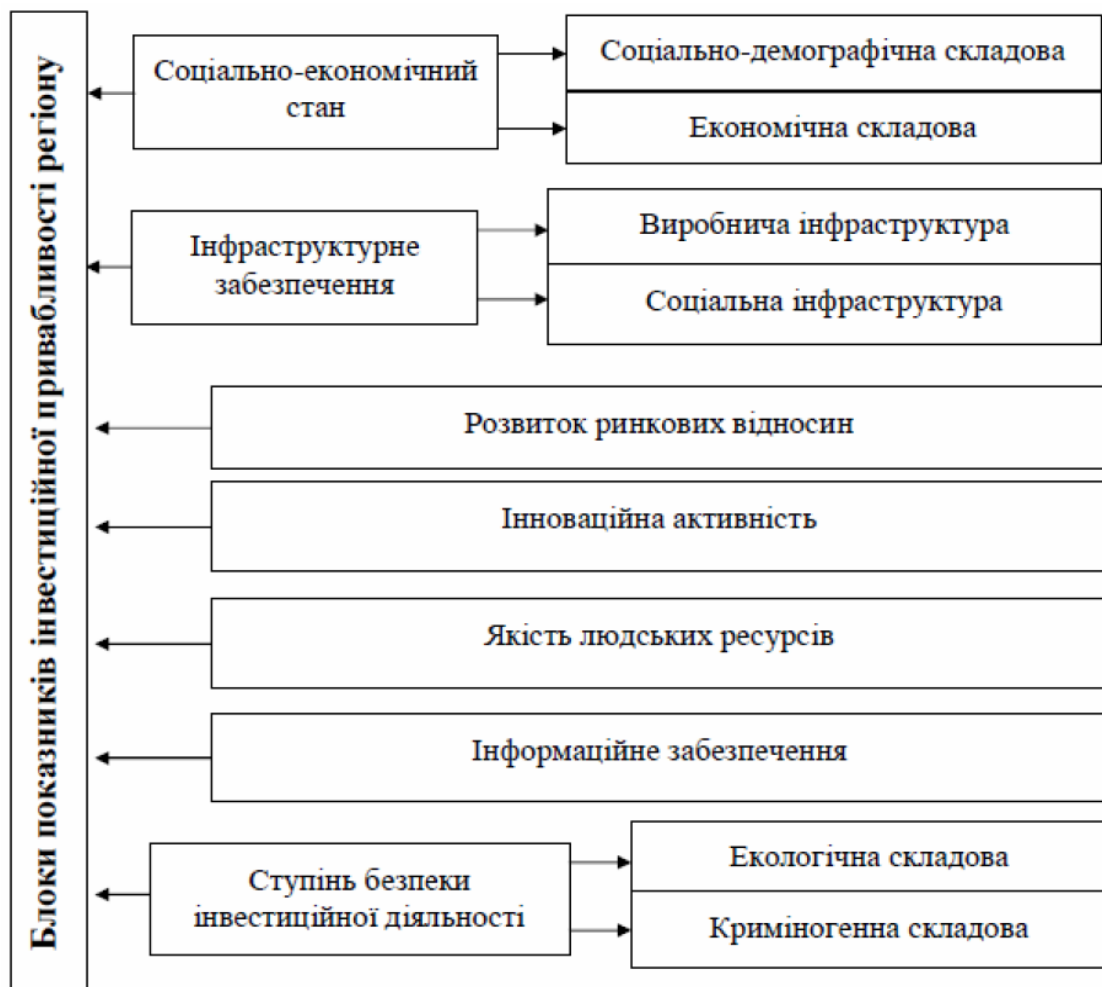 Блоки показників інвестиційної привабливості регіону
Соціально-економічний
стан
Соціально-демографічна складова
Економічна складова
Інфраструктурне
забезпечення
Виробнича інфраструктура
Соціальна інфраструктура
Розвиток ринкових відносин
Інноваційна активність
Якість людських ресурсів
Інформаційне забезпечення
Ступінь безпеки
інвестиційної діяльності
Екологічна складова
Криміногенна складова